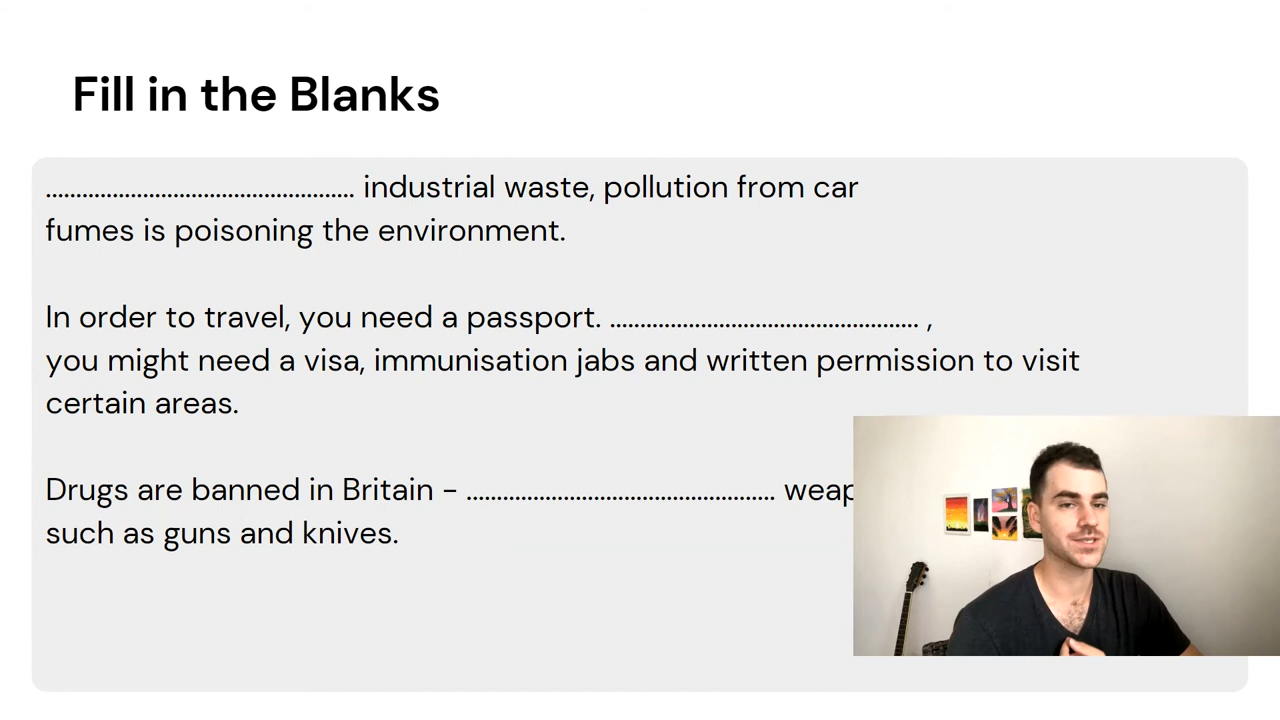 Fill in the Blanks
................................................... industrial waste, pollution from car
fumes is poisoning the environment.
In order to travel, you need a passport. ................................................... ,
you might need a visa, immunisation jabs and written permission to visit
certain areas.
Drugs are banned in Britain – ...................................................
such as guns and knives.